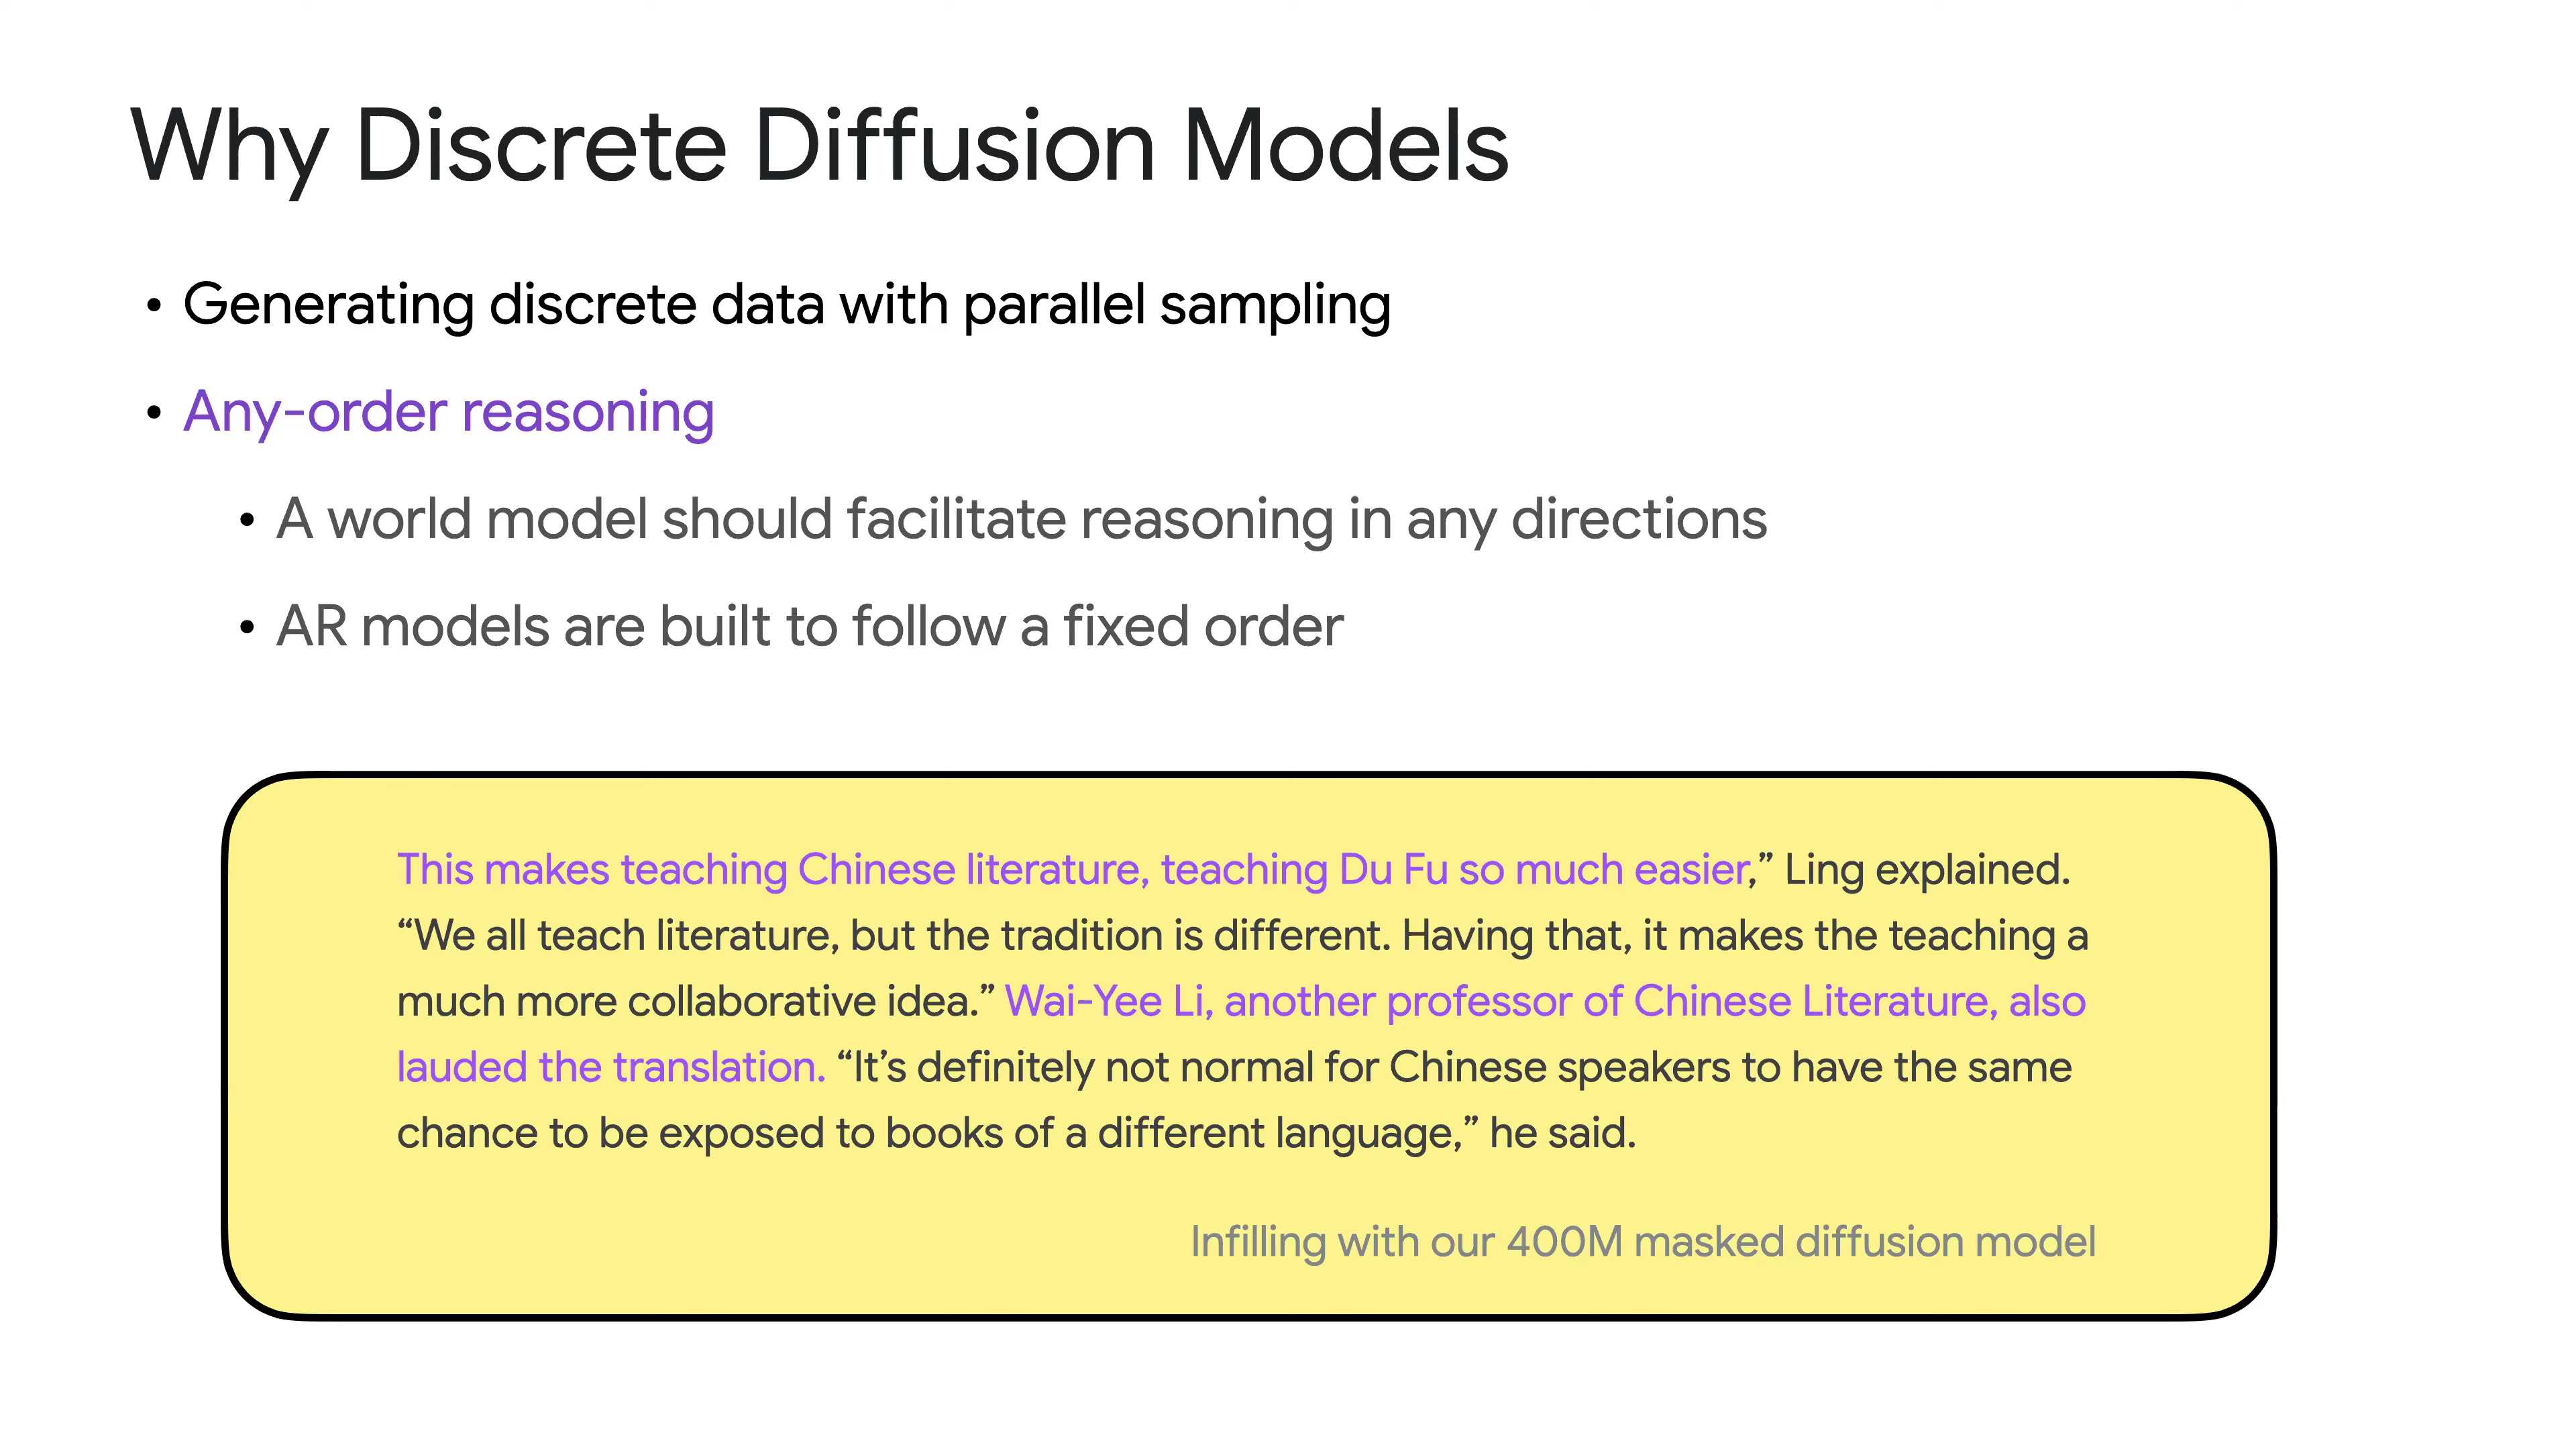 Why Discrete Diffusion Models
• Generating discrete data with parallel sampling
• Any-order reasoning
• A world model should facilitate reasoning in any directions
• AR models are built to follow a fixed order
This makes teaching Chinese literature, teaching Du Fu so much easier,” Ling explained.
“We all teach literature, but the tradition is different. Having that, it makes the teaching a
much more collaborative idea.” Wai-Yee Li, another professor of Chinese Literature, also
lauded the translation. “It’s definitely not normal for Chinese speakers to have the same
chance to be exposed to books of a different language,” he said.
Infilling with our 400M masked diffusion model